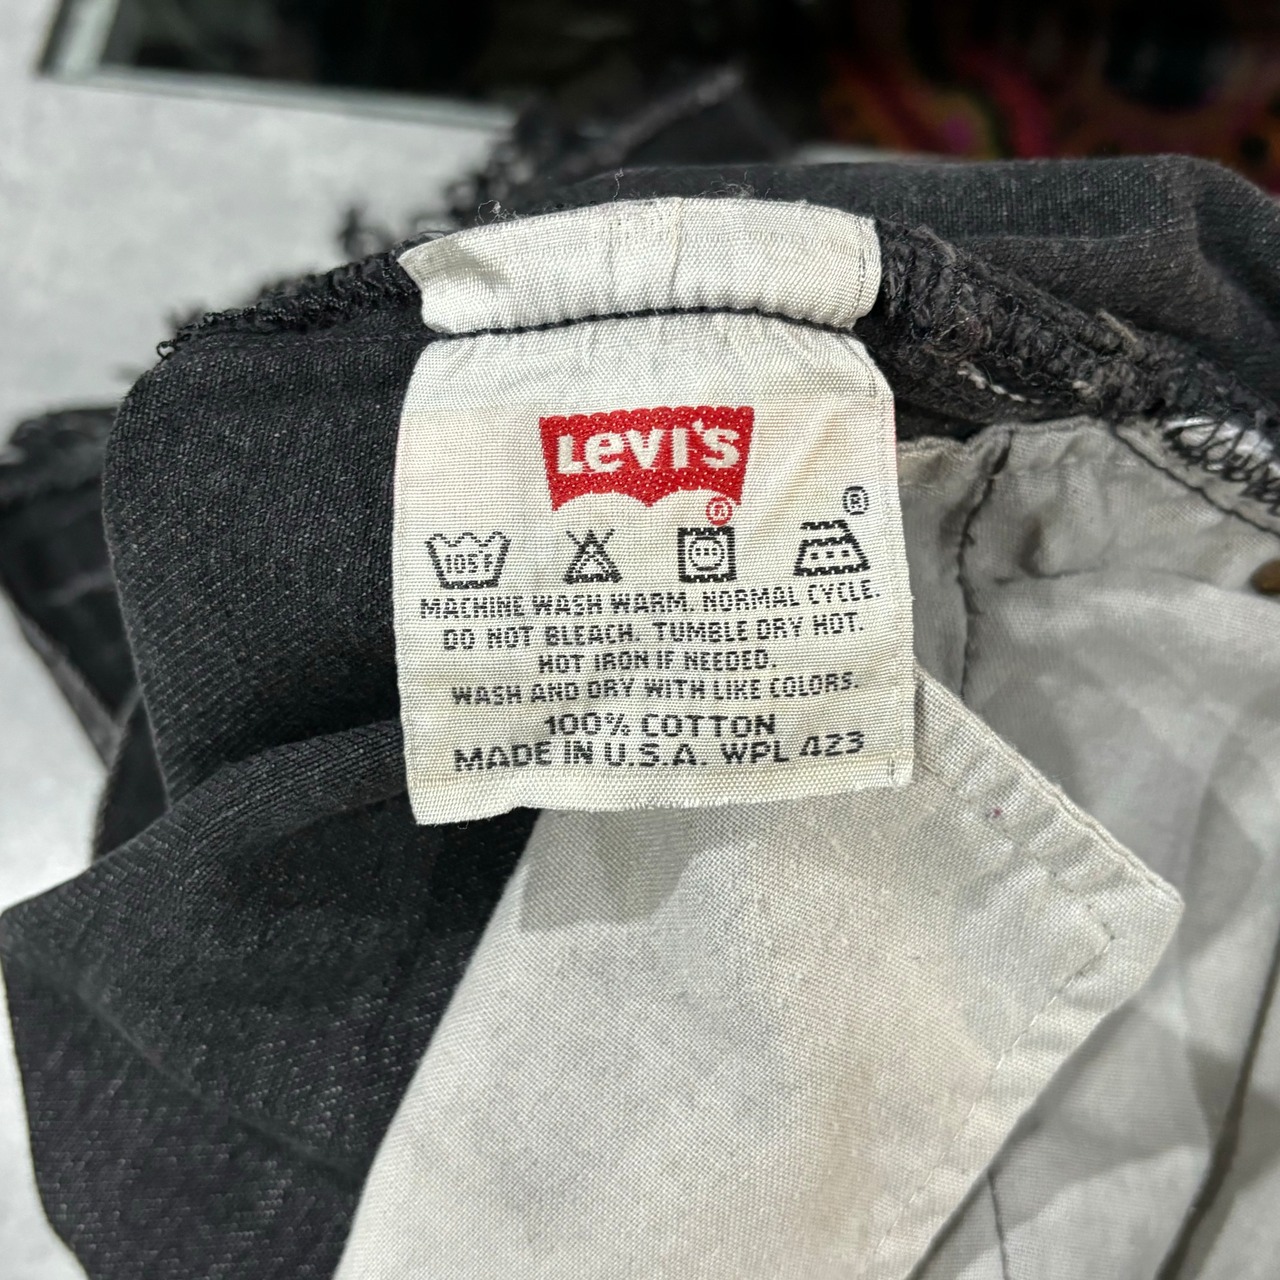 Levi's
®
®
105F
MACHINE WASH WARM. NORMAL CYCLE.
DO NOT BLEACH. TUMBLE DRY HOT.
HOT IRON IF NEEDED.
WASH AND DRY WITH LIKE COLORS.
100% COTTON
MADE IN U.S.A. WPL 423